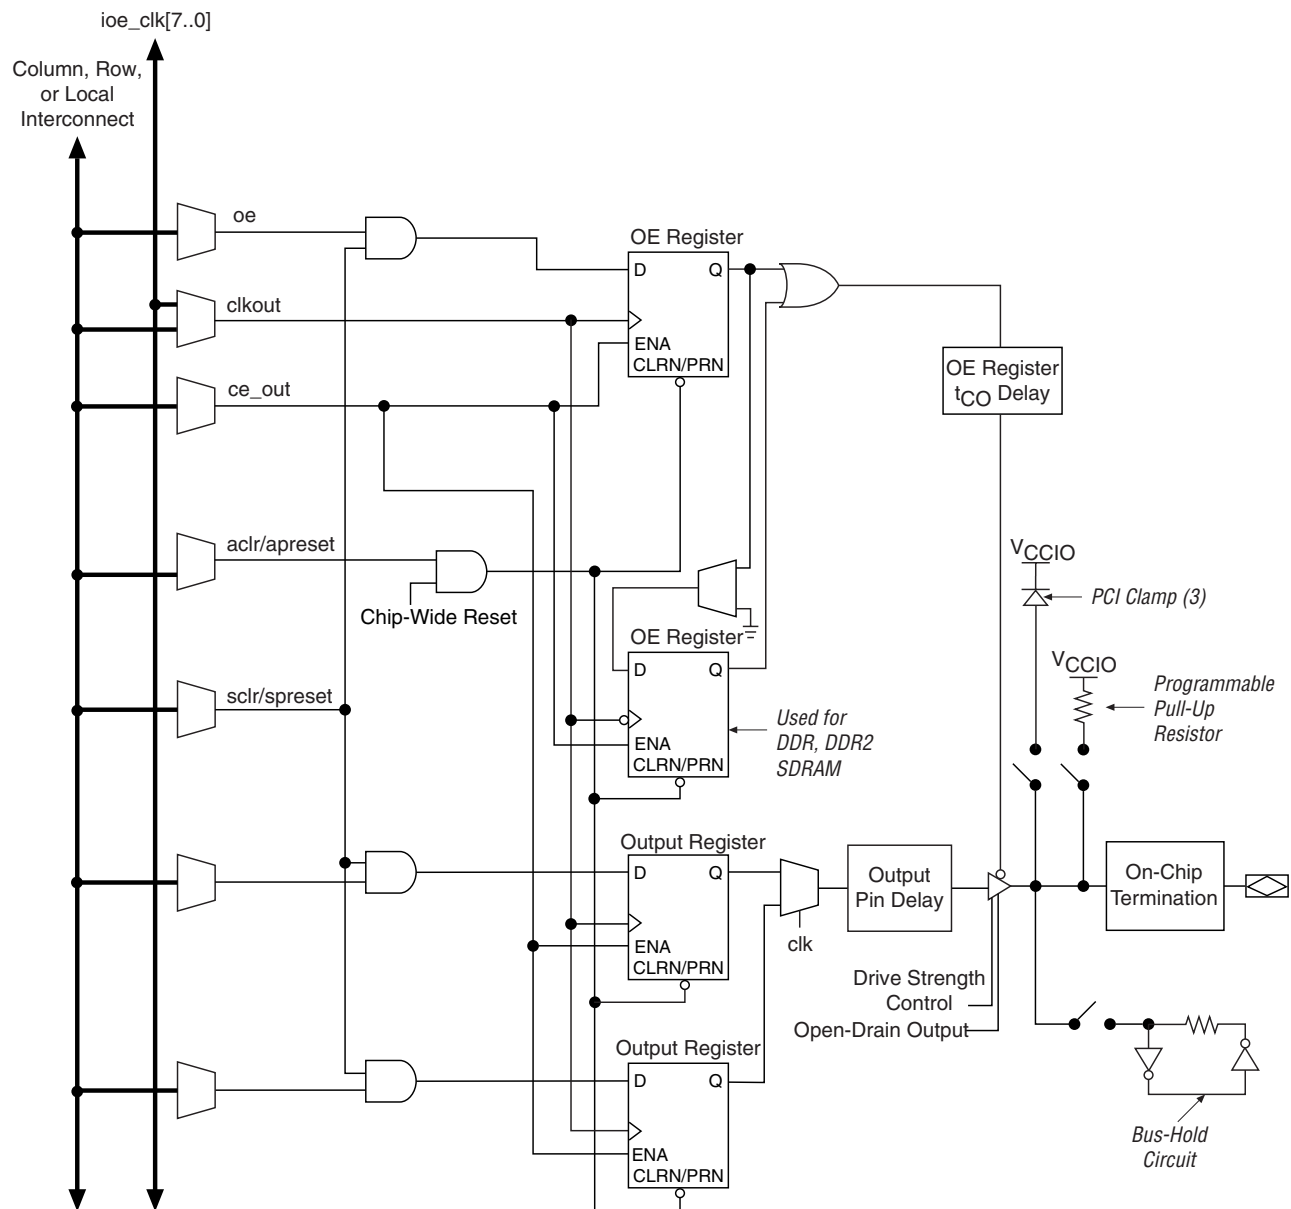 ioe_clk[7..0]
Column, Row,
or Local
Interconnect
oe
OE Register
D
Q
clkout
ENA
CLRN/PRN
OE Register
tCO Delay
ce_out
aclr/apreset
Chip-Wide Reset
VCCIO
PCI Clamp (3)
OE Register
D
Q
ENA
CLRN/PRN
Used for
DDR, DDR2
SDRAM
VCCIO
Programmable
Pull-Up
Resistor
sclr/spreset
Output Register
D
Q
ENA
CLRN/PRN
clk
Output
Pin Delay
On-Chip
Termination
Drive Strength
Control
Open-Drain Output
Output Register
D
Q
ENA
CLRN/PRN
Bus-Hold
Circuit